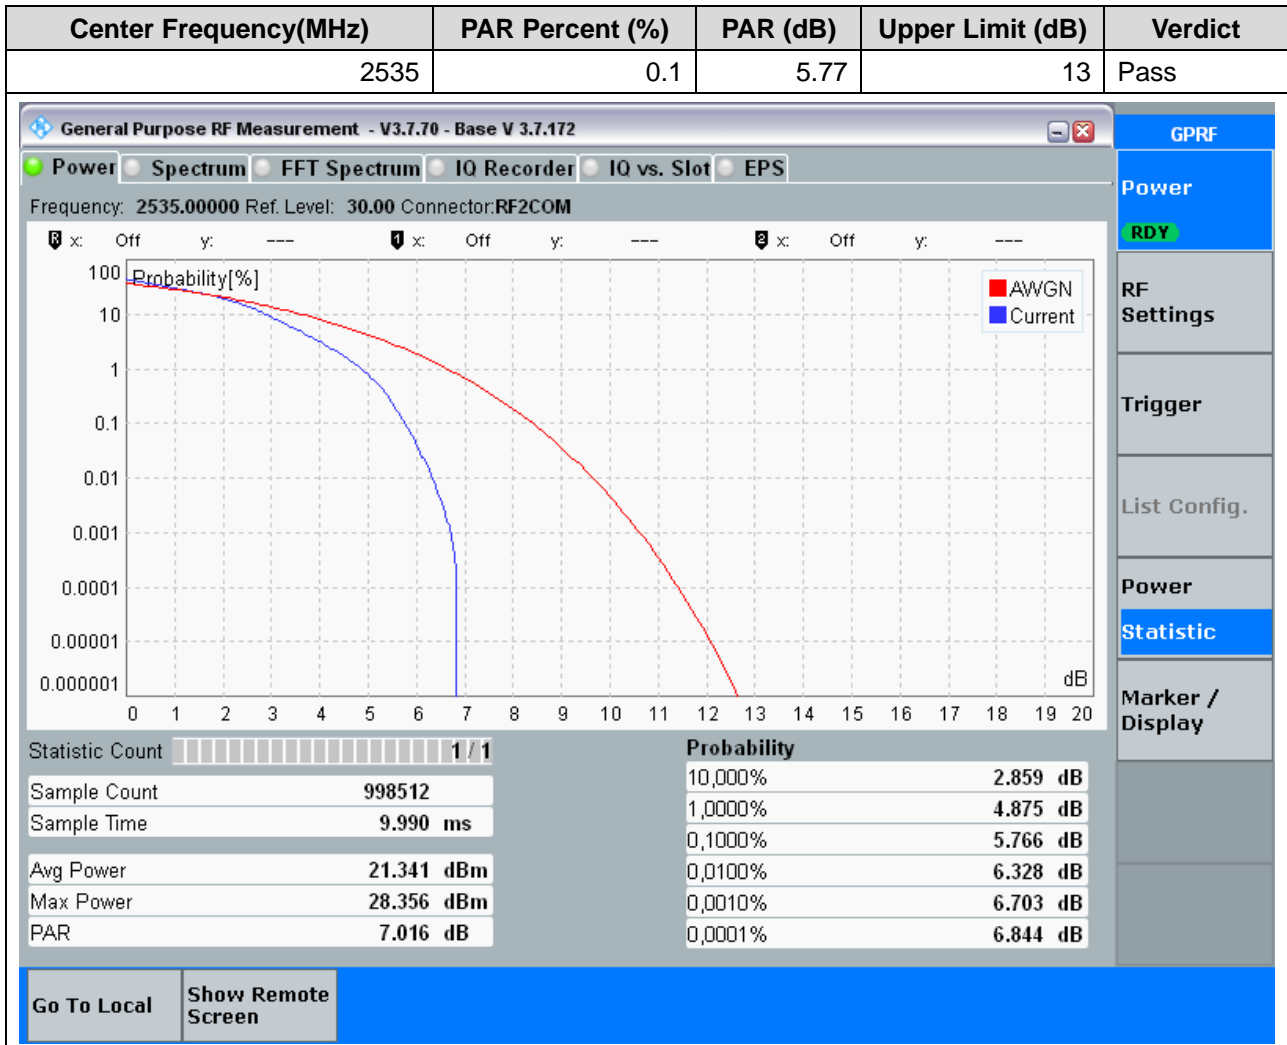 Center Frequency(MHz) PAR Percent (%) PAR (dB) Upper Limit (dB) Verdict
2535 0.1 5.77 13 Pass
General Purpose RF Measurement - V3.7.70 - Base V 3.7.172
GPRF
Power Spectrum FFT Spectrum IQ Recorder IQ vs. Slot EPS
Power
RDY
Frequency: 2535.00000 Ref. Level: 30.00 Connector:RF2COM
R x: Off y: --- 1 x: Off y: --- 2 x: Off y: ---
100 Probability[%]
AWGN
Current
10
1
0.1
0.01
0.001
0.0001
0.00001
0.000001
dB
0 1 2 3 4 5 6 7 8 9 10 11 12 13 14 15 16 17 18 19 20
RF
Settings
Trigger
List Config.
Power
Statistic
Marker /
Display
Statistic Count 1 / 1
Sample Count 998512
Sample Time 9.990 ms
Avg Power 21.341 dBm
Max Power 28.356 dBm
PAR 7.016 dB
Probability
10,000% 2.859 dB
1,0000% 4.875 dB
0,1000% 5.766 dB
0,0100% 6.328 dB
0,0010% 6.703 dB
0,0001% 6.844 dB
Go To Local
Show Remote
Screen